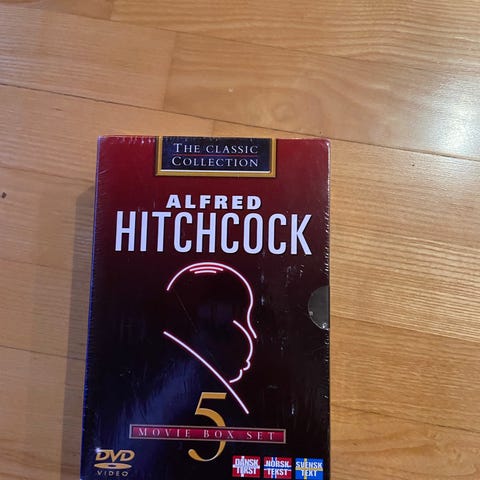 THE CLASSIC
COLLECTION
ALFRED
HITCHCOCK
5
MOVIE BOX SET
DVD
VIDEO
DANSK
TEKST
NORSK
TEKST
SVENSK
TEXT